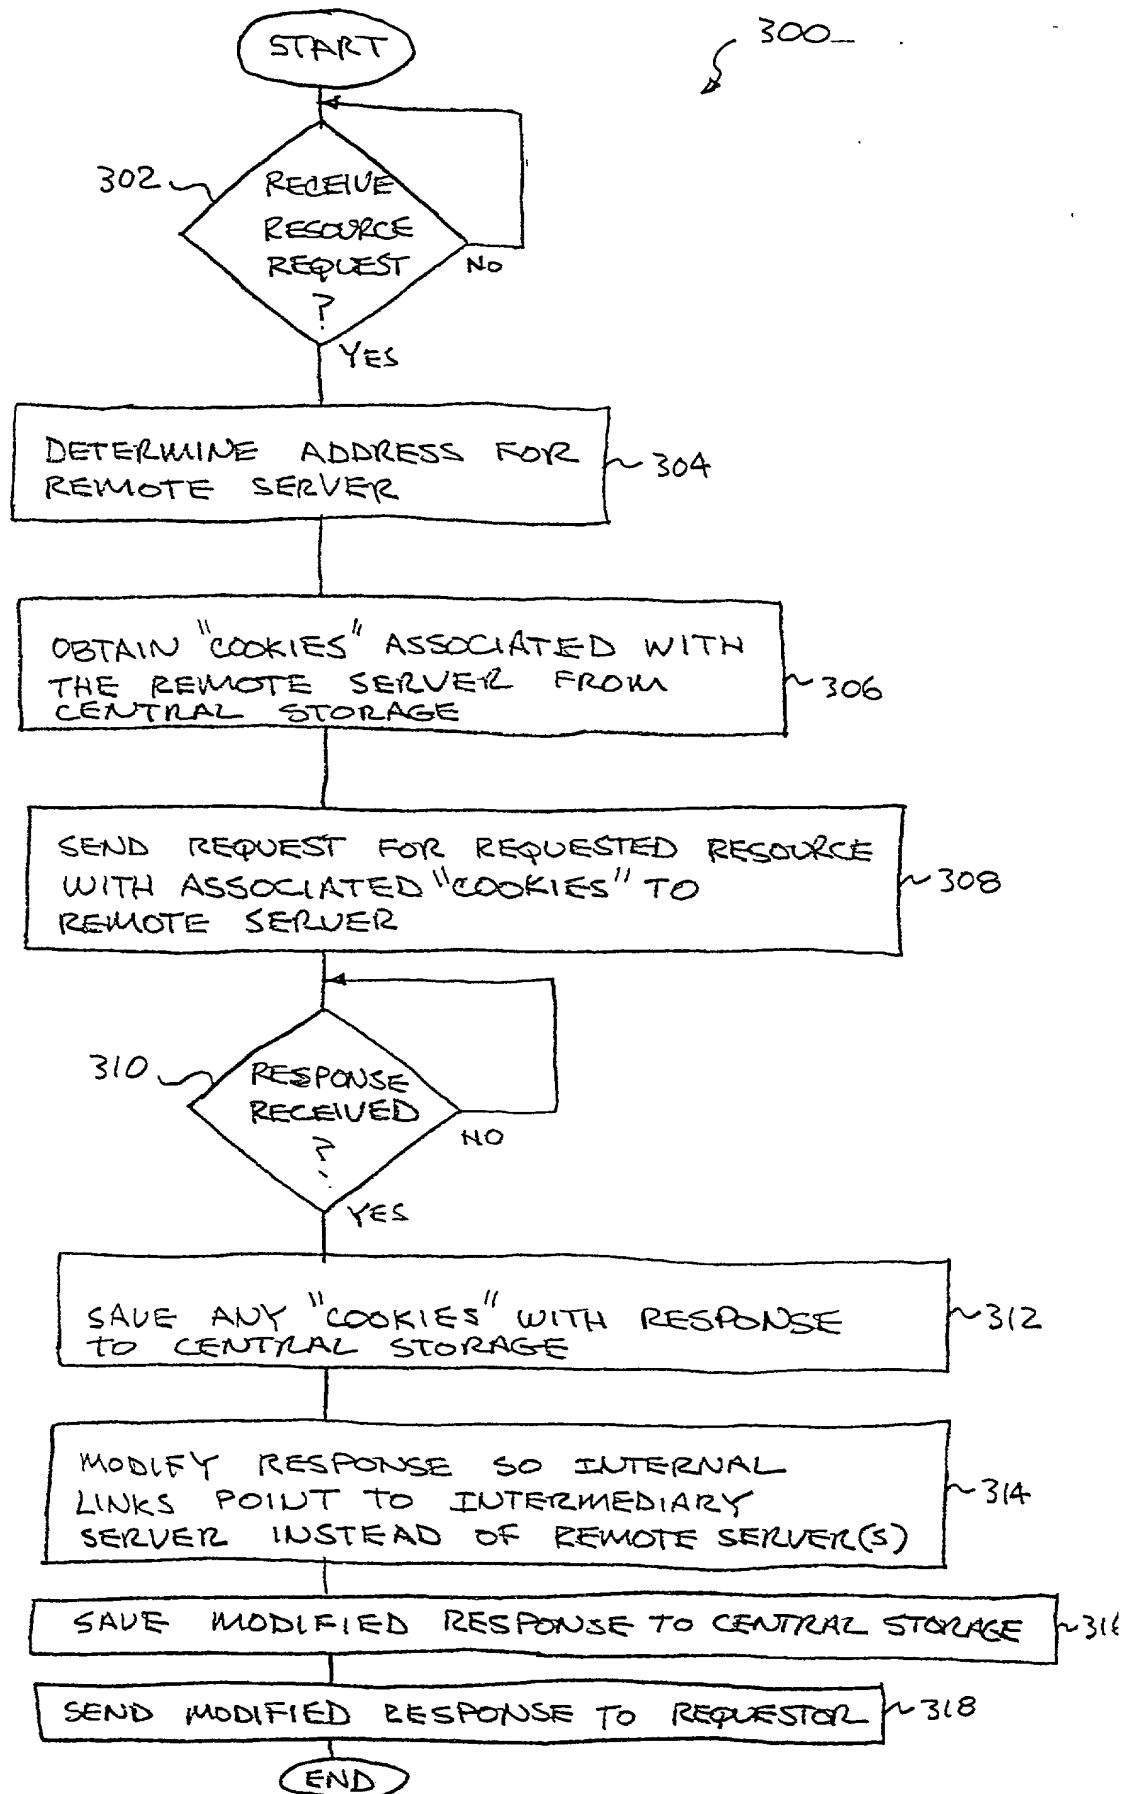 START
300
302
RECEIVE
RESOURCE
REQUEST
?
NO
YES
DETERMINE ADDRESS FOR
REMOTE SERVER
304
OBTAIN "COOKIES" ASSOCIATED WITH
THE REMOTE SERVER FROM
CENTRAL STORAGE
306
SEND REQUEST FOR REQUESTED RESOURCE
WITH ASSOCIATED "COOKIES" TO
REMOTE SERVER
308
310
RESPONSE
RECEIVED
?
NO
YES
SAVE ANY "COOKIES" WITH RESPONSE
TO CENTRAL STORAGE
312
MODIFY RESPONSE SO INTERNAL
LINKS POINT TO INTERMEDIARY
SERVER INSTEAD OF REMOTE SERVER(S)
314
SAVE MODIFIED RESPONSE TO CENTRAL STORAGE
SEND MODIFIED RESPONSE TO REQUESTOR
318
END